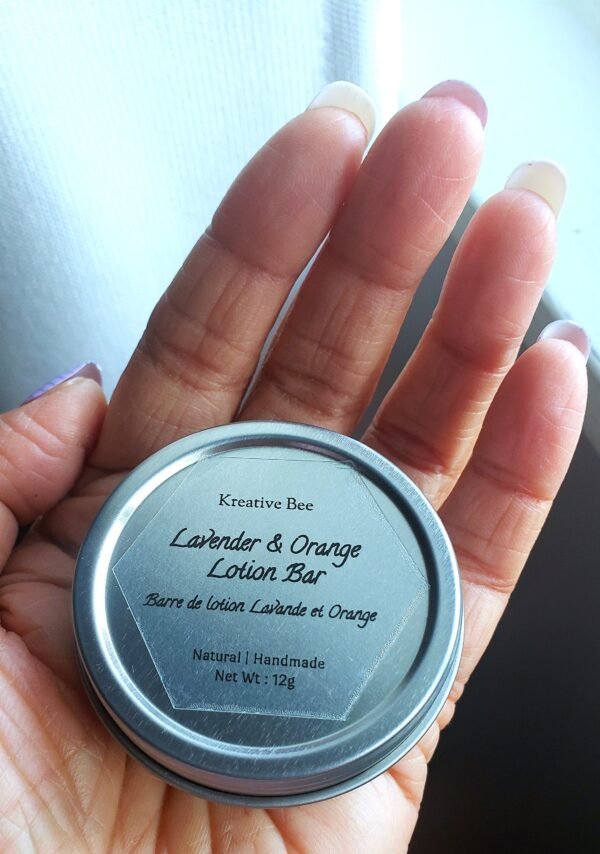 Kreative Bee
Lavender & Orange
Lotion Bar
Barre de lotion Lavande et Orange
Natural | Handmade
Net Wt : 12g